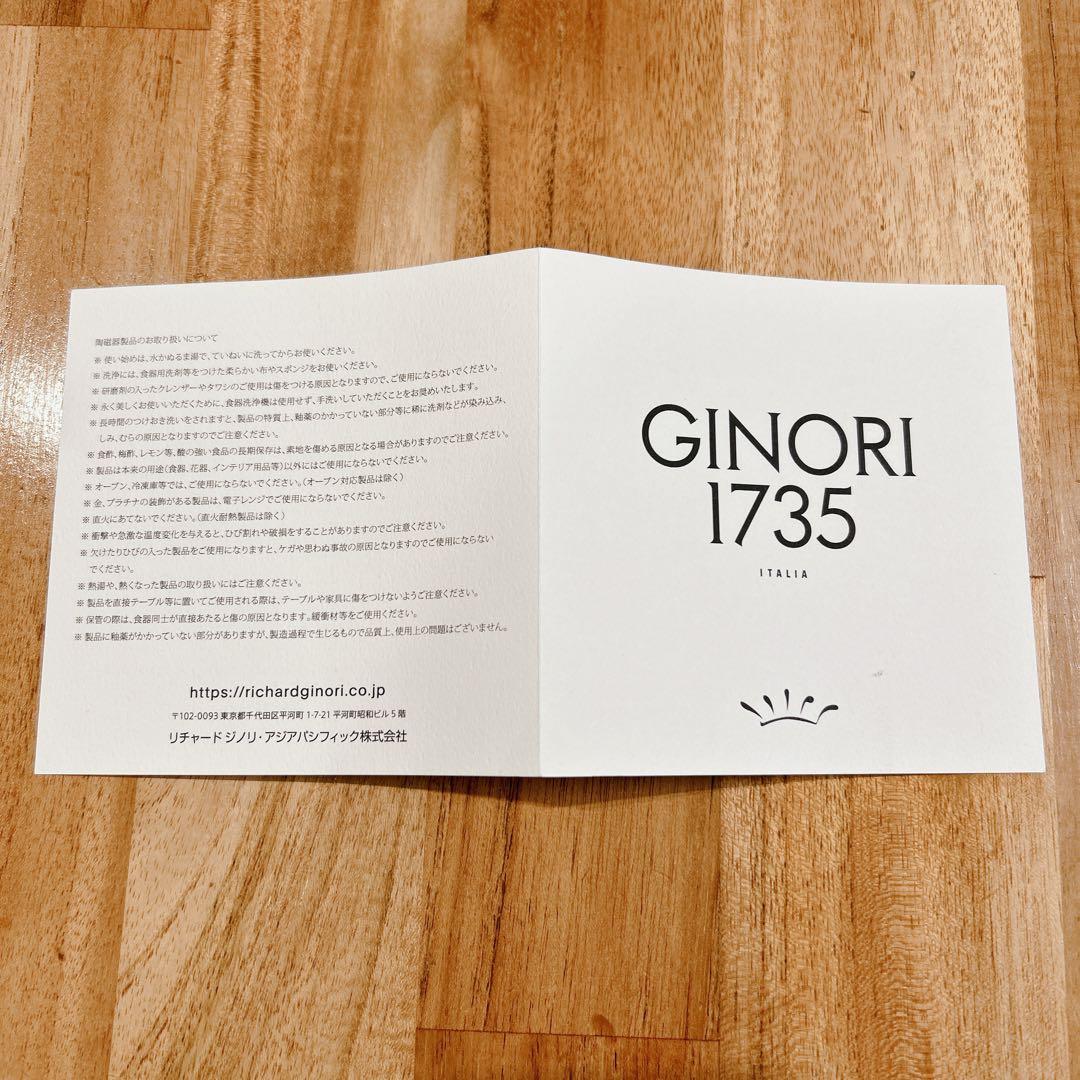 陶磁器製品のお取り扱いについて
※ 使い始めは、水かぬるま湯で、ていねいに洗ってからお使いください。
※ 洗浄には、食器用洗剤等をつけた柔らかい布やスポンジをお使いください。
※ 研磨剤の入ったクレンザーやタワシのご使用は傷をつける原因となりますので、ご使用にならないでください。
※ 永く美しくお使いいただくために、食器洗浄機は使用せず、手洗いしていただくことをお奨めいたします。
※ 長時間のつけおき洗いをされますと、製品の特質上、釉薬のかかっていない部分等に稀に洗剤などが染み込み、
しみ、むらの原因となりますのでご注意ください。
※ 食酢、梅酢、レモン等、酸の強い食品の長期保存は、素地を傷める原因となる場合がありますのでご注意ください。
※ 製品は本来の用途(食器、花器、インテリア用品等)以外にはご使用にならないでください。
※ オーブン、冷凍庫等では、ご使用にならないでください。(オーブン対応製品は除く)
※ 金、プラチナの装飾がある製品は、電子レンジでご使用にならないでください。
※ 直火にあてないでください。(直火耐熱製品は除く)
※ 衝撃や急激な温度変化を与えると、ひび割れや破損をすることがありますのでご注意ください。
※ 欠けたりひびの入った製品をご使用になりますと、ケガや思わぬ事故の原因となりますのでご使用にならない
でください。
※ 熱湯や、熱くなった製品の取り扱いにはご注意ください。
※ 製品を直接テーブル等に置いてご使用される際は、テーブルや家具に傷をつけないようご注意ください。
※ 保管の際は、食器同士が直接あたると傷の原因となります。緩衝材等をご使用ください。
※ 製品に釉薬がかかっていない部分がありますが、製造過程で生じるもので品質上、使用上の問題はございません。
https://richardginori.co.jp
〒102-0093 東京都千代田区平河町 1-7-21 平河町昭和ビル 5 階
リチャード ジノリ・アジアパシフィック株式会社
GINORI
1735
ITALIA